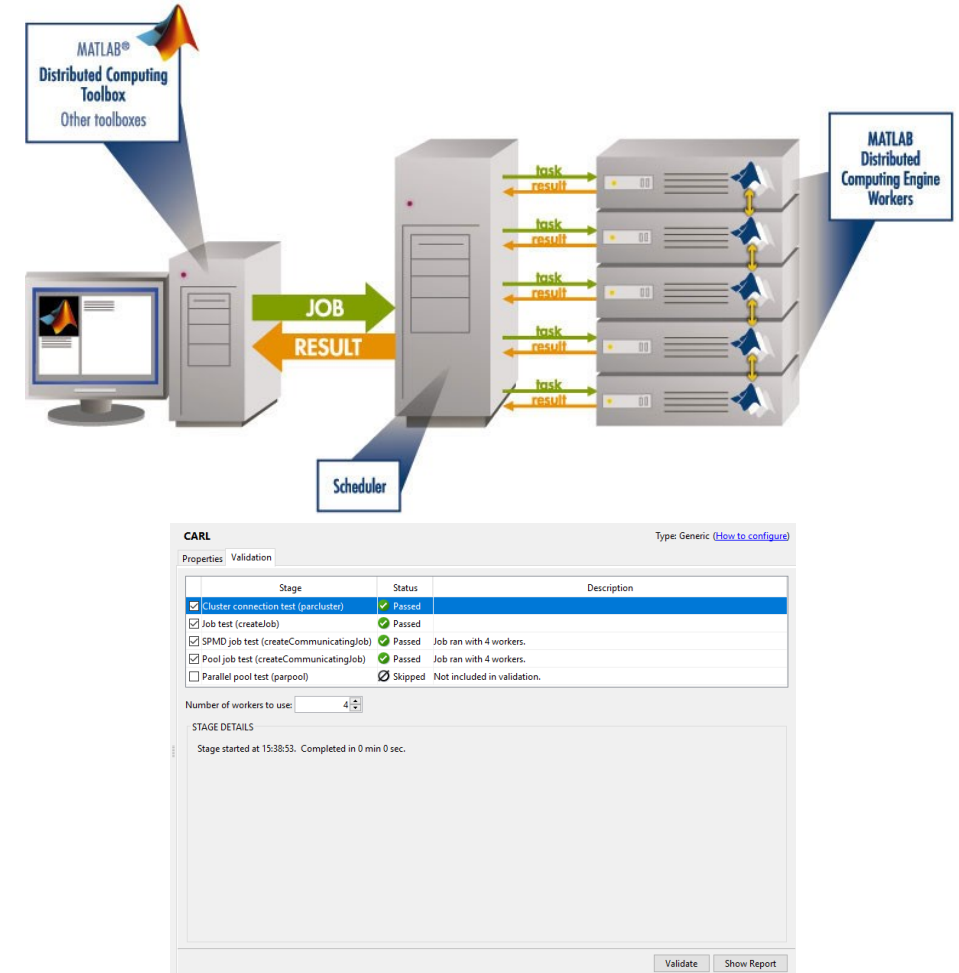 MATLAB®
Distributed Computing
Toolbox
Other toolboxes
MATLAB
Distributed
Computing Engine
Workers
task
result
task
result
task
result
task
result
task
result
JOB
RESULT
Scheduler
CARL
Type: Generic (How to configure)
Properties Validation
Stage Status Description
Cluster connection test (parcluster) Passed
Job test (createJob) Passed
SPMD job test (createCommunicatingJob) Passed Job ran with 4 workers.
Pool job test (createCommunicatingJob) Passed Job ran with 4 workers.
Parallel pool test (parpool) Skipped Not included in validation.
Number of workers to use: 4
STAGE DETAILS
Stage started at 15:38:53. Completed in 0 min 0 sec.
Validate Show Report